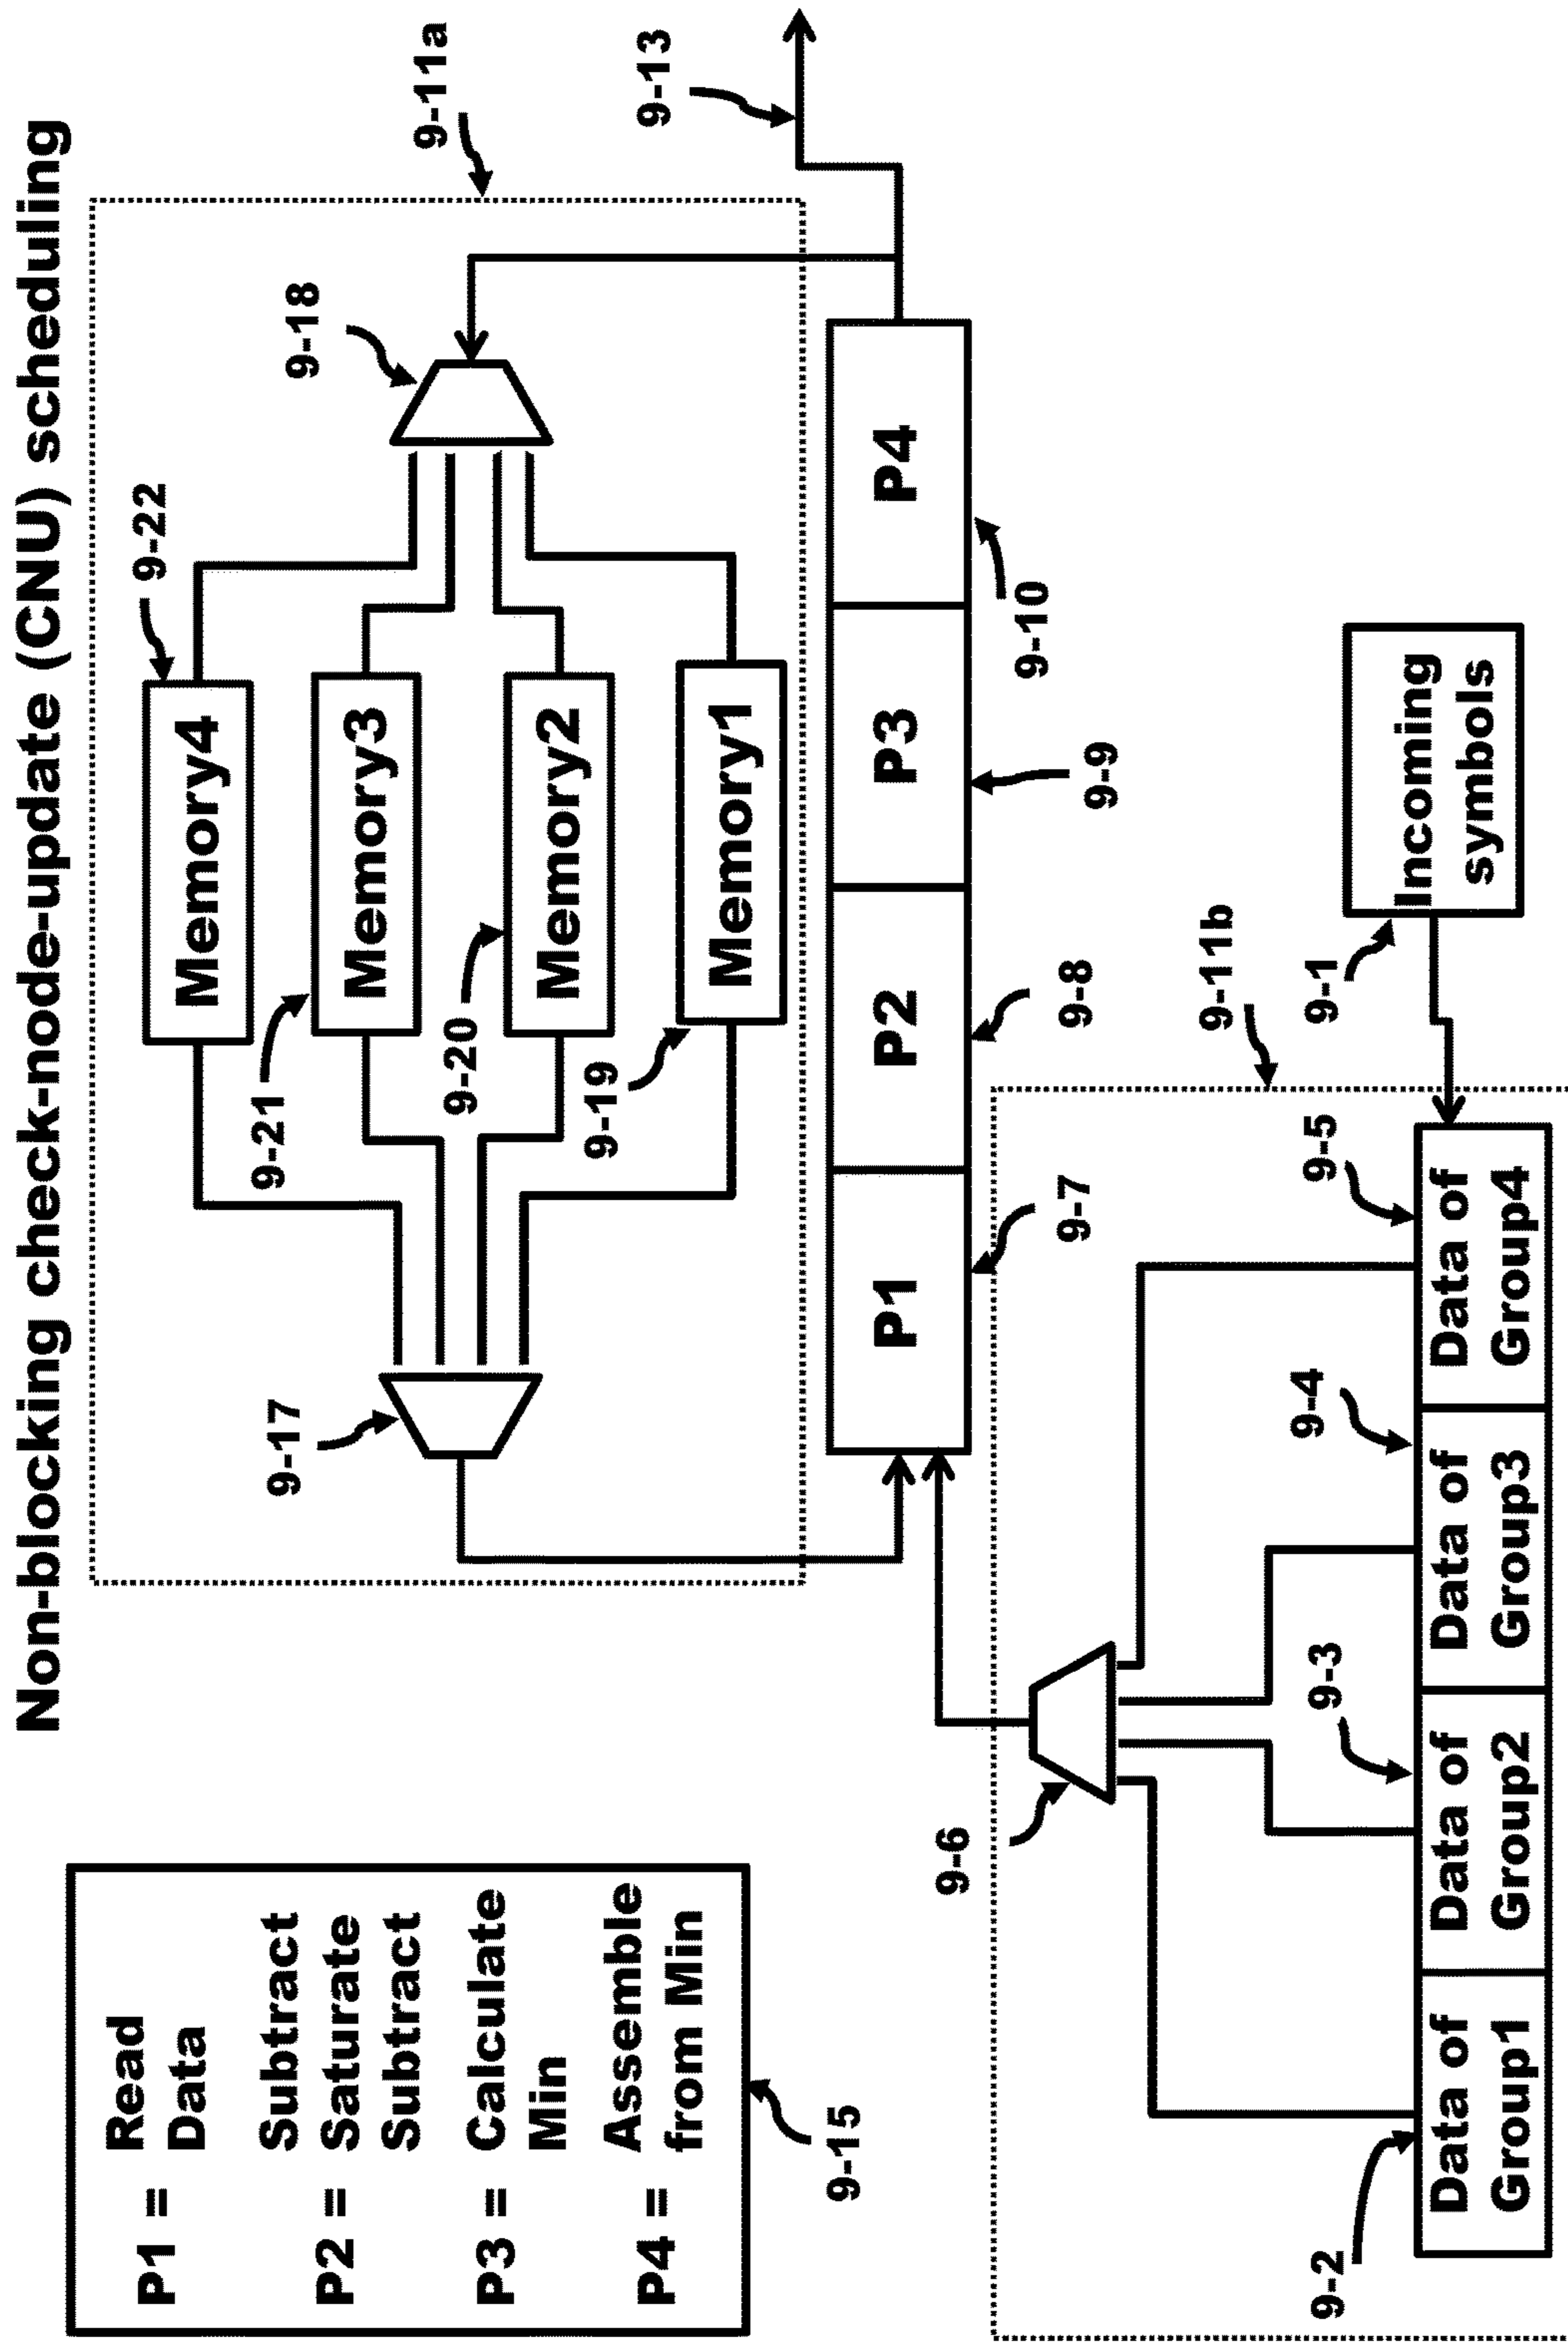 Non-blocking check-node-update (CNU) scheduling
P1 = Read
Data
P2 = Subtract
Saturate
Subtract
P3 = Calculate
Min
P4 = Assemble
from Min
9-15
9-11a
9-22
Memory4
9-18
9-21
Memory3
9-17
9-20
Memory2
9-19
Memory1
9-13
P1
P2
P3
P4
9-7
9-8
9-9
9-10
9-6
9-11b
9-1
Incoming
symbols
9-2
9-3
9-4
9-5
Data of
Group1
Data of
Group2
Data of
Group3
Data of
Group4